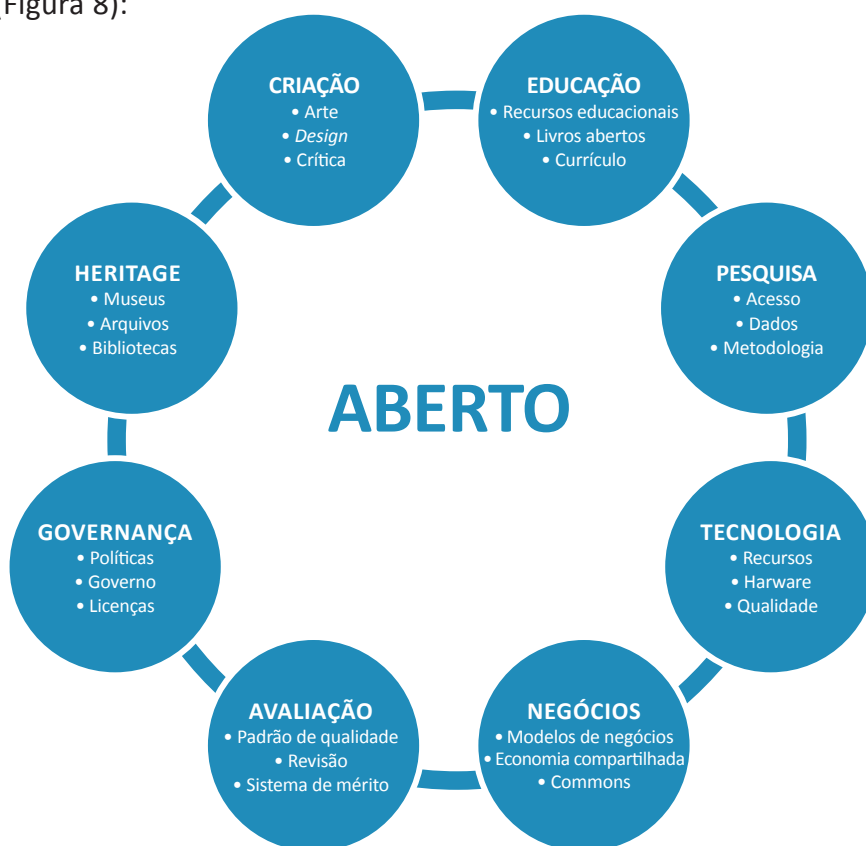 (Figura 8):
CRIAÇÃO
• Arte
• Design
• Crítica
EDUCAÇÃO
• Recursos educacionais
• Livros abertos
• Currículo
HERITAGE
• Museus
• Arquivos
• Bibliotecas
PESQUISA
• Acesso
• Dados
• Metodologia
ABERTO
GOVERNANÇA
• Políticas
• Governo
• Licenças
TECNOLOGIA
• Recursos
• Harware
• Qualidade
AVALIAÇÃO
• Padrão de qualidade
• Revisão
• Sistema de mérito
NEGÓCIOS
• Modelos de negócios
• Economia compartilhada
• Commons